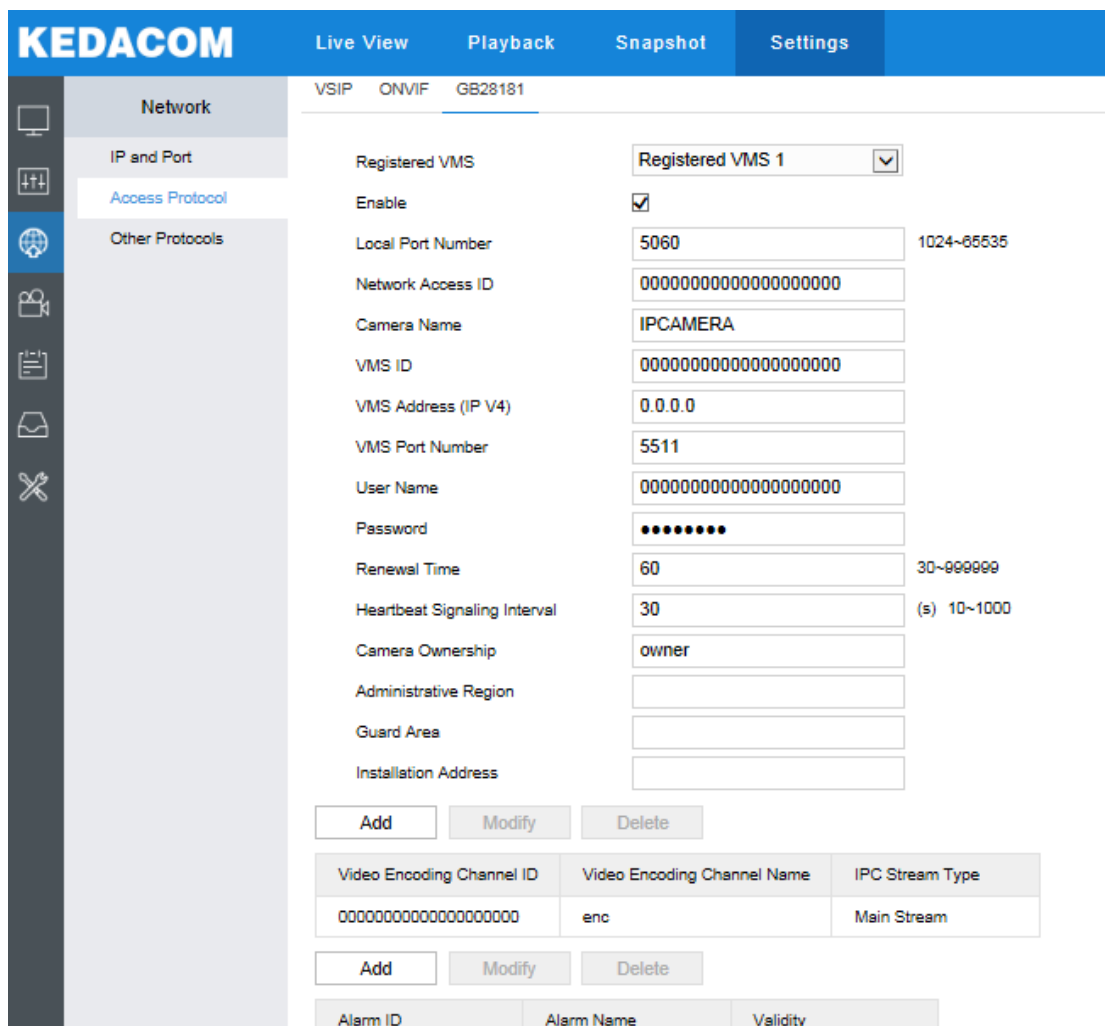 KEDACOM Live View Playback Snapshot Settings
Network
IP and Port
Access Protocol
Other Protocols
VSIP ONVIF GB28181
Registered VMS Registered VMS 1
Enable
Local Port Number 5060 1024~65535
Network Access ID 00000000000000000000
Camera Name IPCAMERA
VMS ID 00000000000000000000
VMS Address (IP V4) 0.0.0.0
VMS Port Number 5511
User Name 00000000000000000000
Password ●●●●●●●●
Renewal Time 60 30~999999
Heartbeat Signaling Interval 30 (s) 10~1000
Camera Ownership owner
Administrative Region
Guard Area
Installation Address
Add Modify Delete
Video Encoding Channel ID Video Encoding Channel Name IPC Stream Type
00000000000000000000 enc Main Stream
Add Modify Delete
Alarm ID Alarm Name Validity